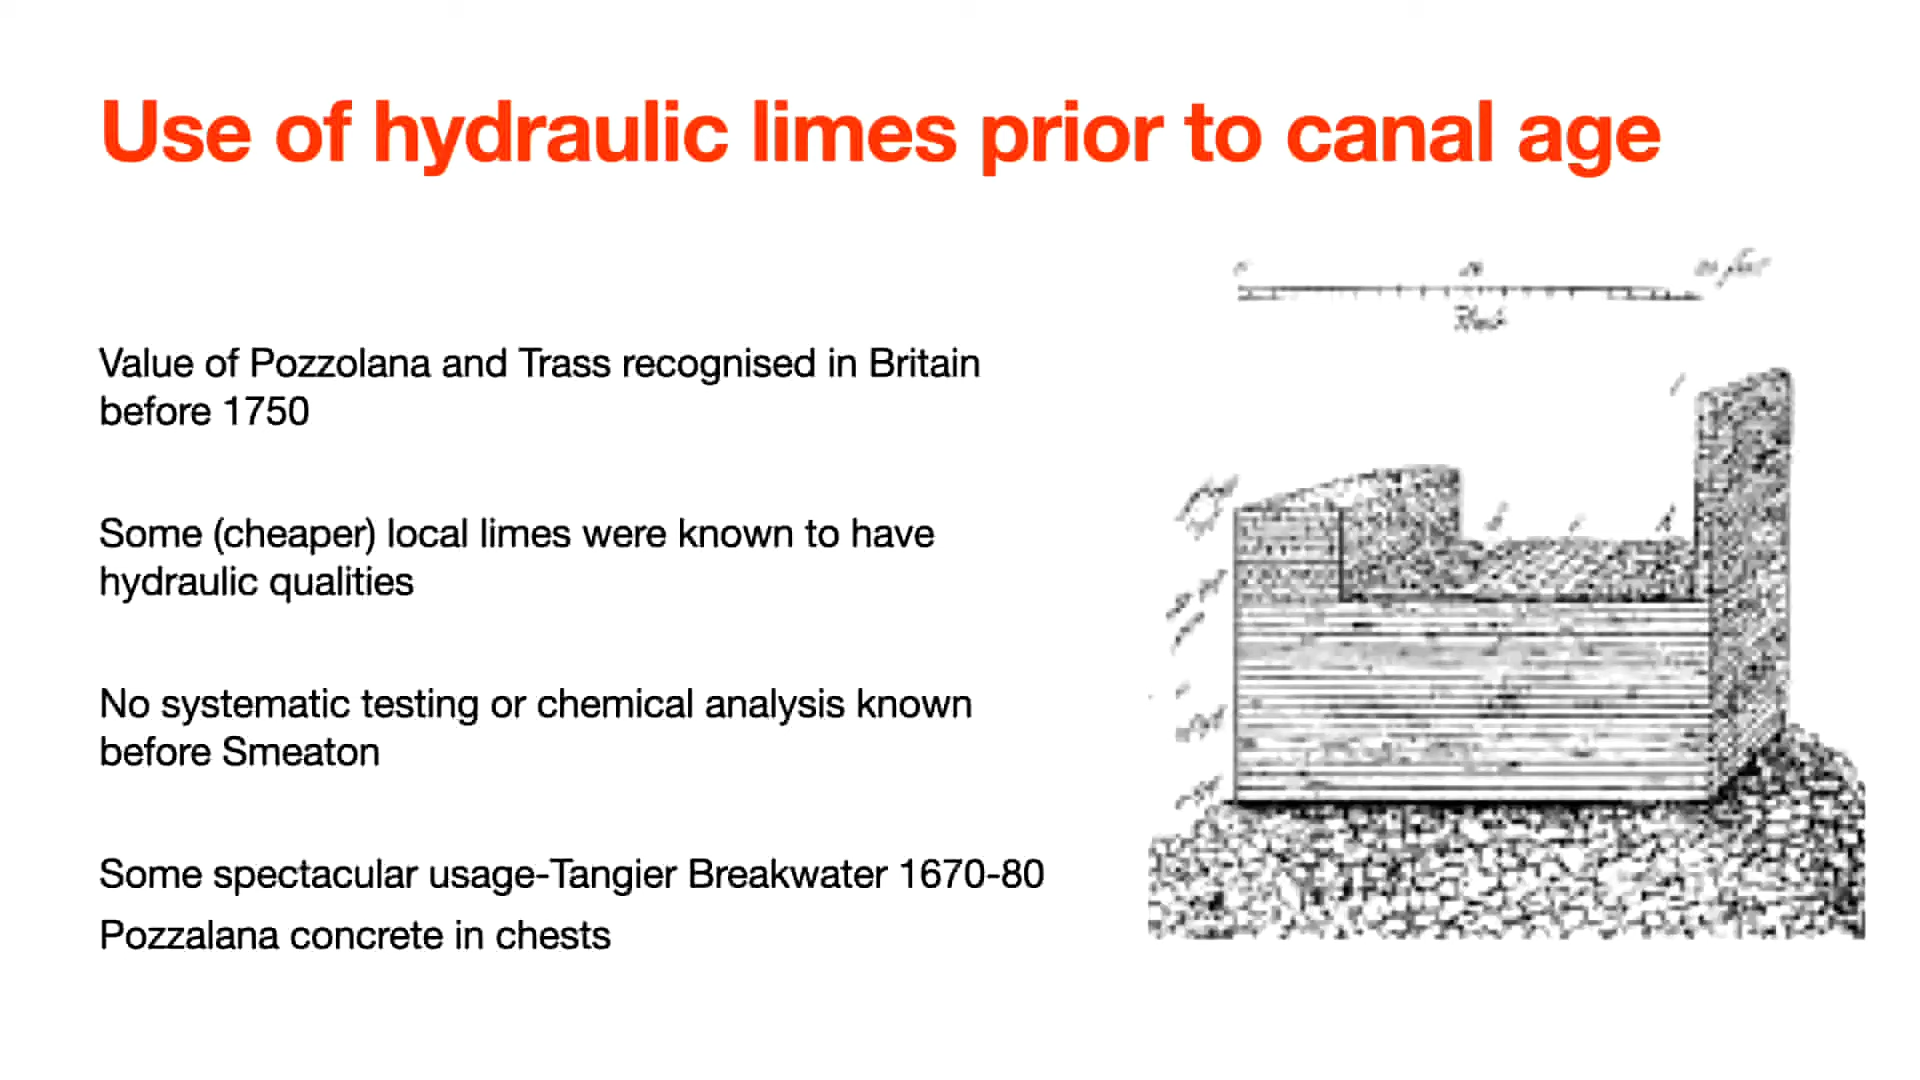 Use of hydraulic limes prior to canal age
Value of Pozzolana and Trass recognised in Britain
before 1750
Some (cheaper) local limes were known to have
hydraulic qualities
No systematic testing or chemical analysis known
before Smeaton
Some spectacular usage-Tangier Breakwater 1670-80
Pozzalana concrete in chests